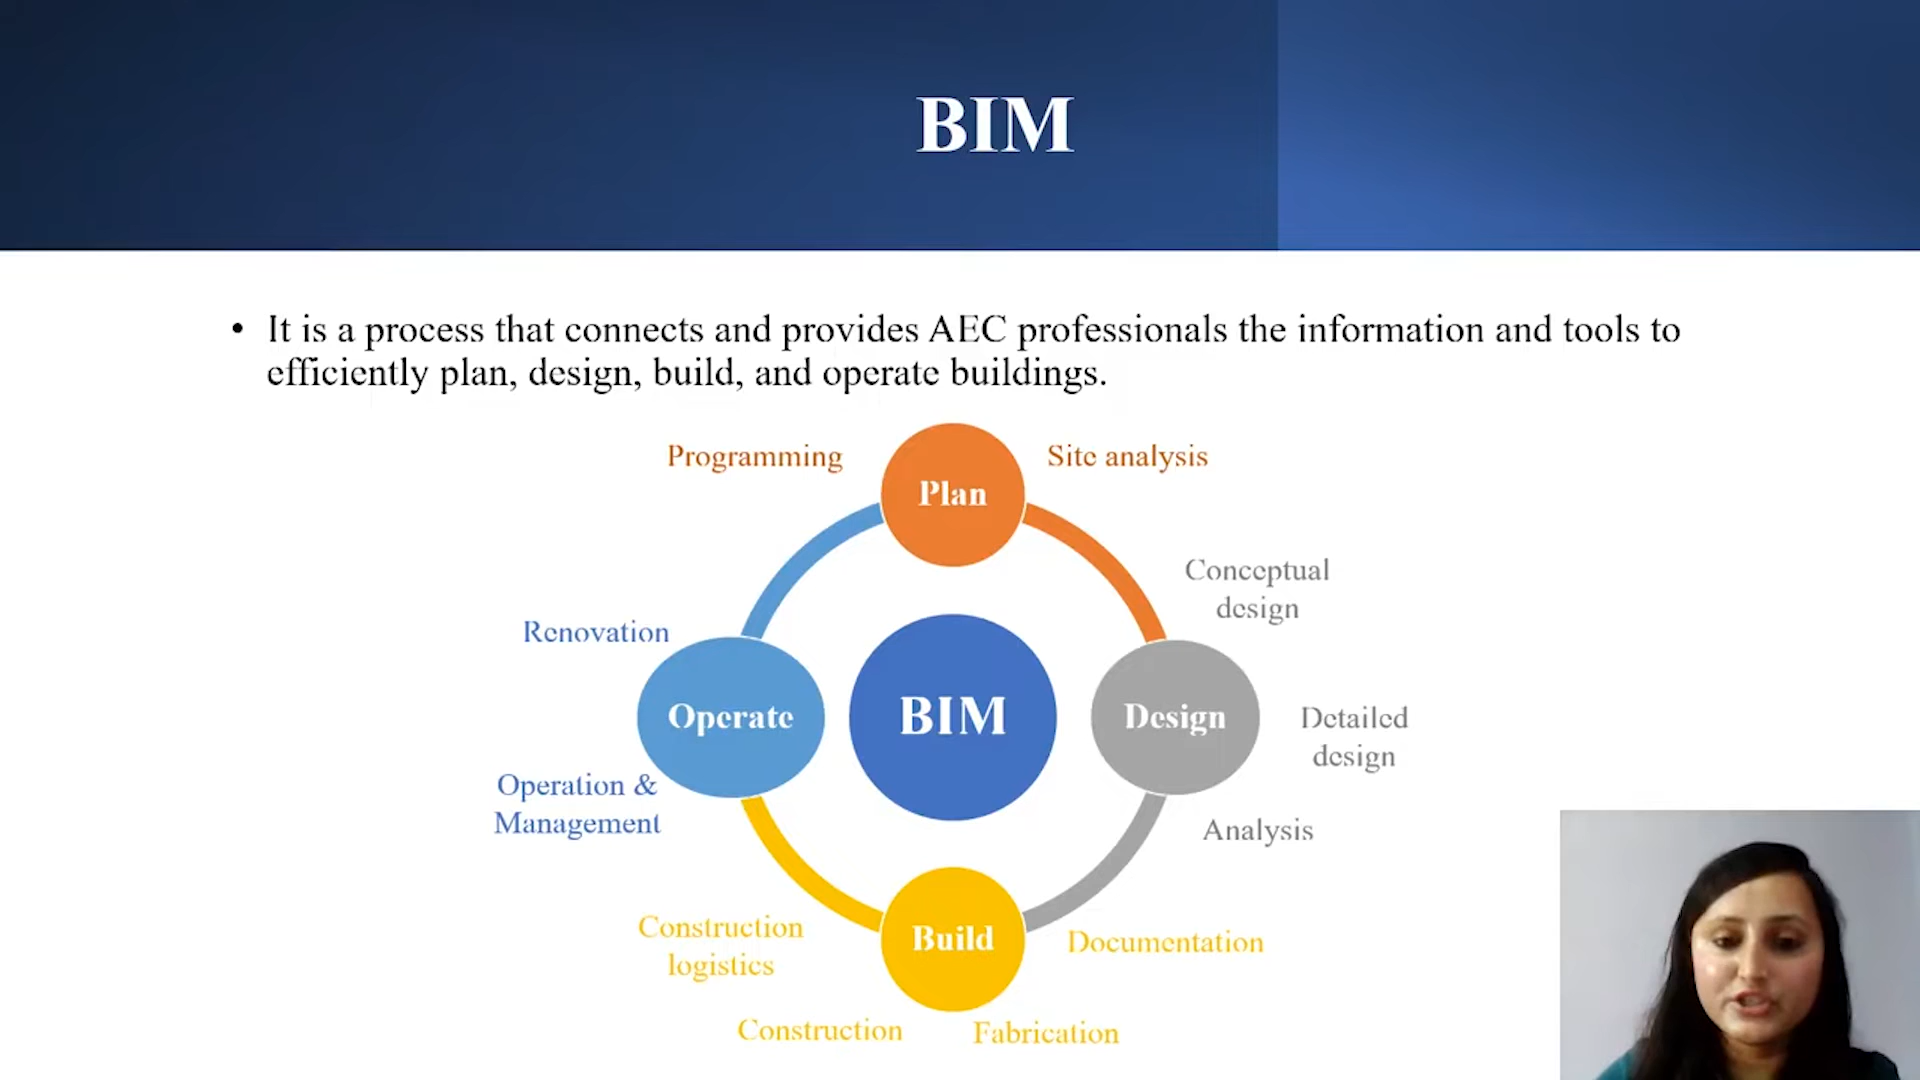 BIM
• It is a process that connects and provides AEC professionals the information and tools to
efficiently plan, design, build, and operate buildings.
Programming
Plan
Site analysis
Conceptual
design
Renovation
Operate
BIM
Design
Detailed
design
Operation &
Management
Analysis
Construction
logistics
Build
Documentation
Construction
Fabrication